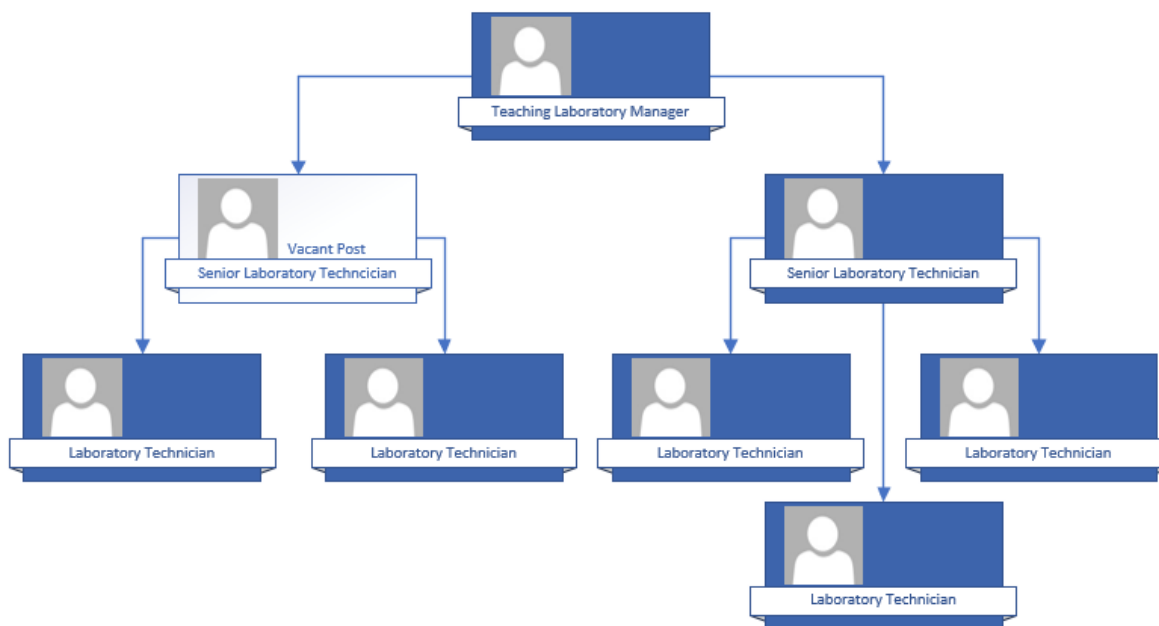 Teaching Laboratory Manager
Vacant Post
Senior Laboratory Techncician
Senior Laboratory Technician
Laboratory Technician
Laboratory Technician
Laboratory Technician
Laboratory Technician
Laboratory Technician